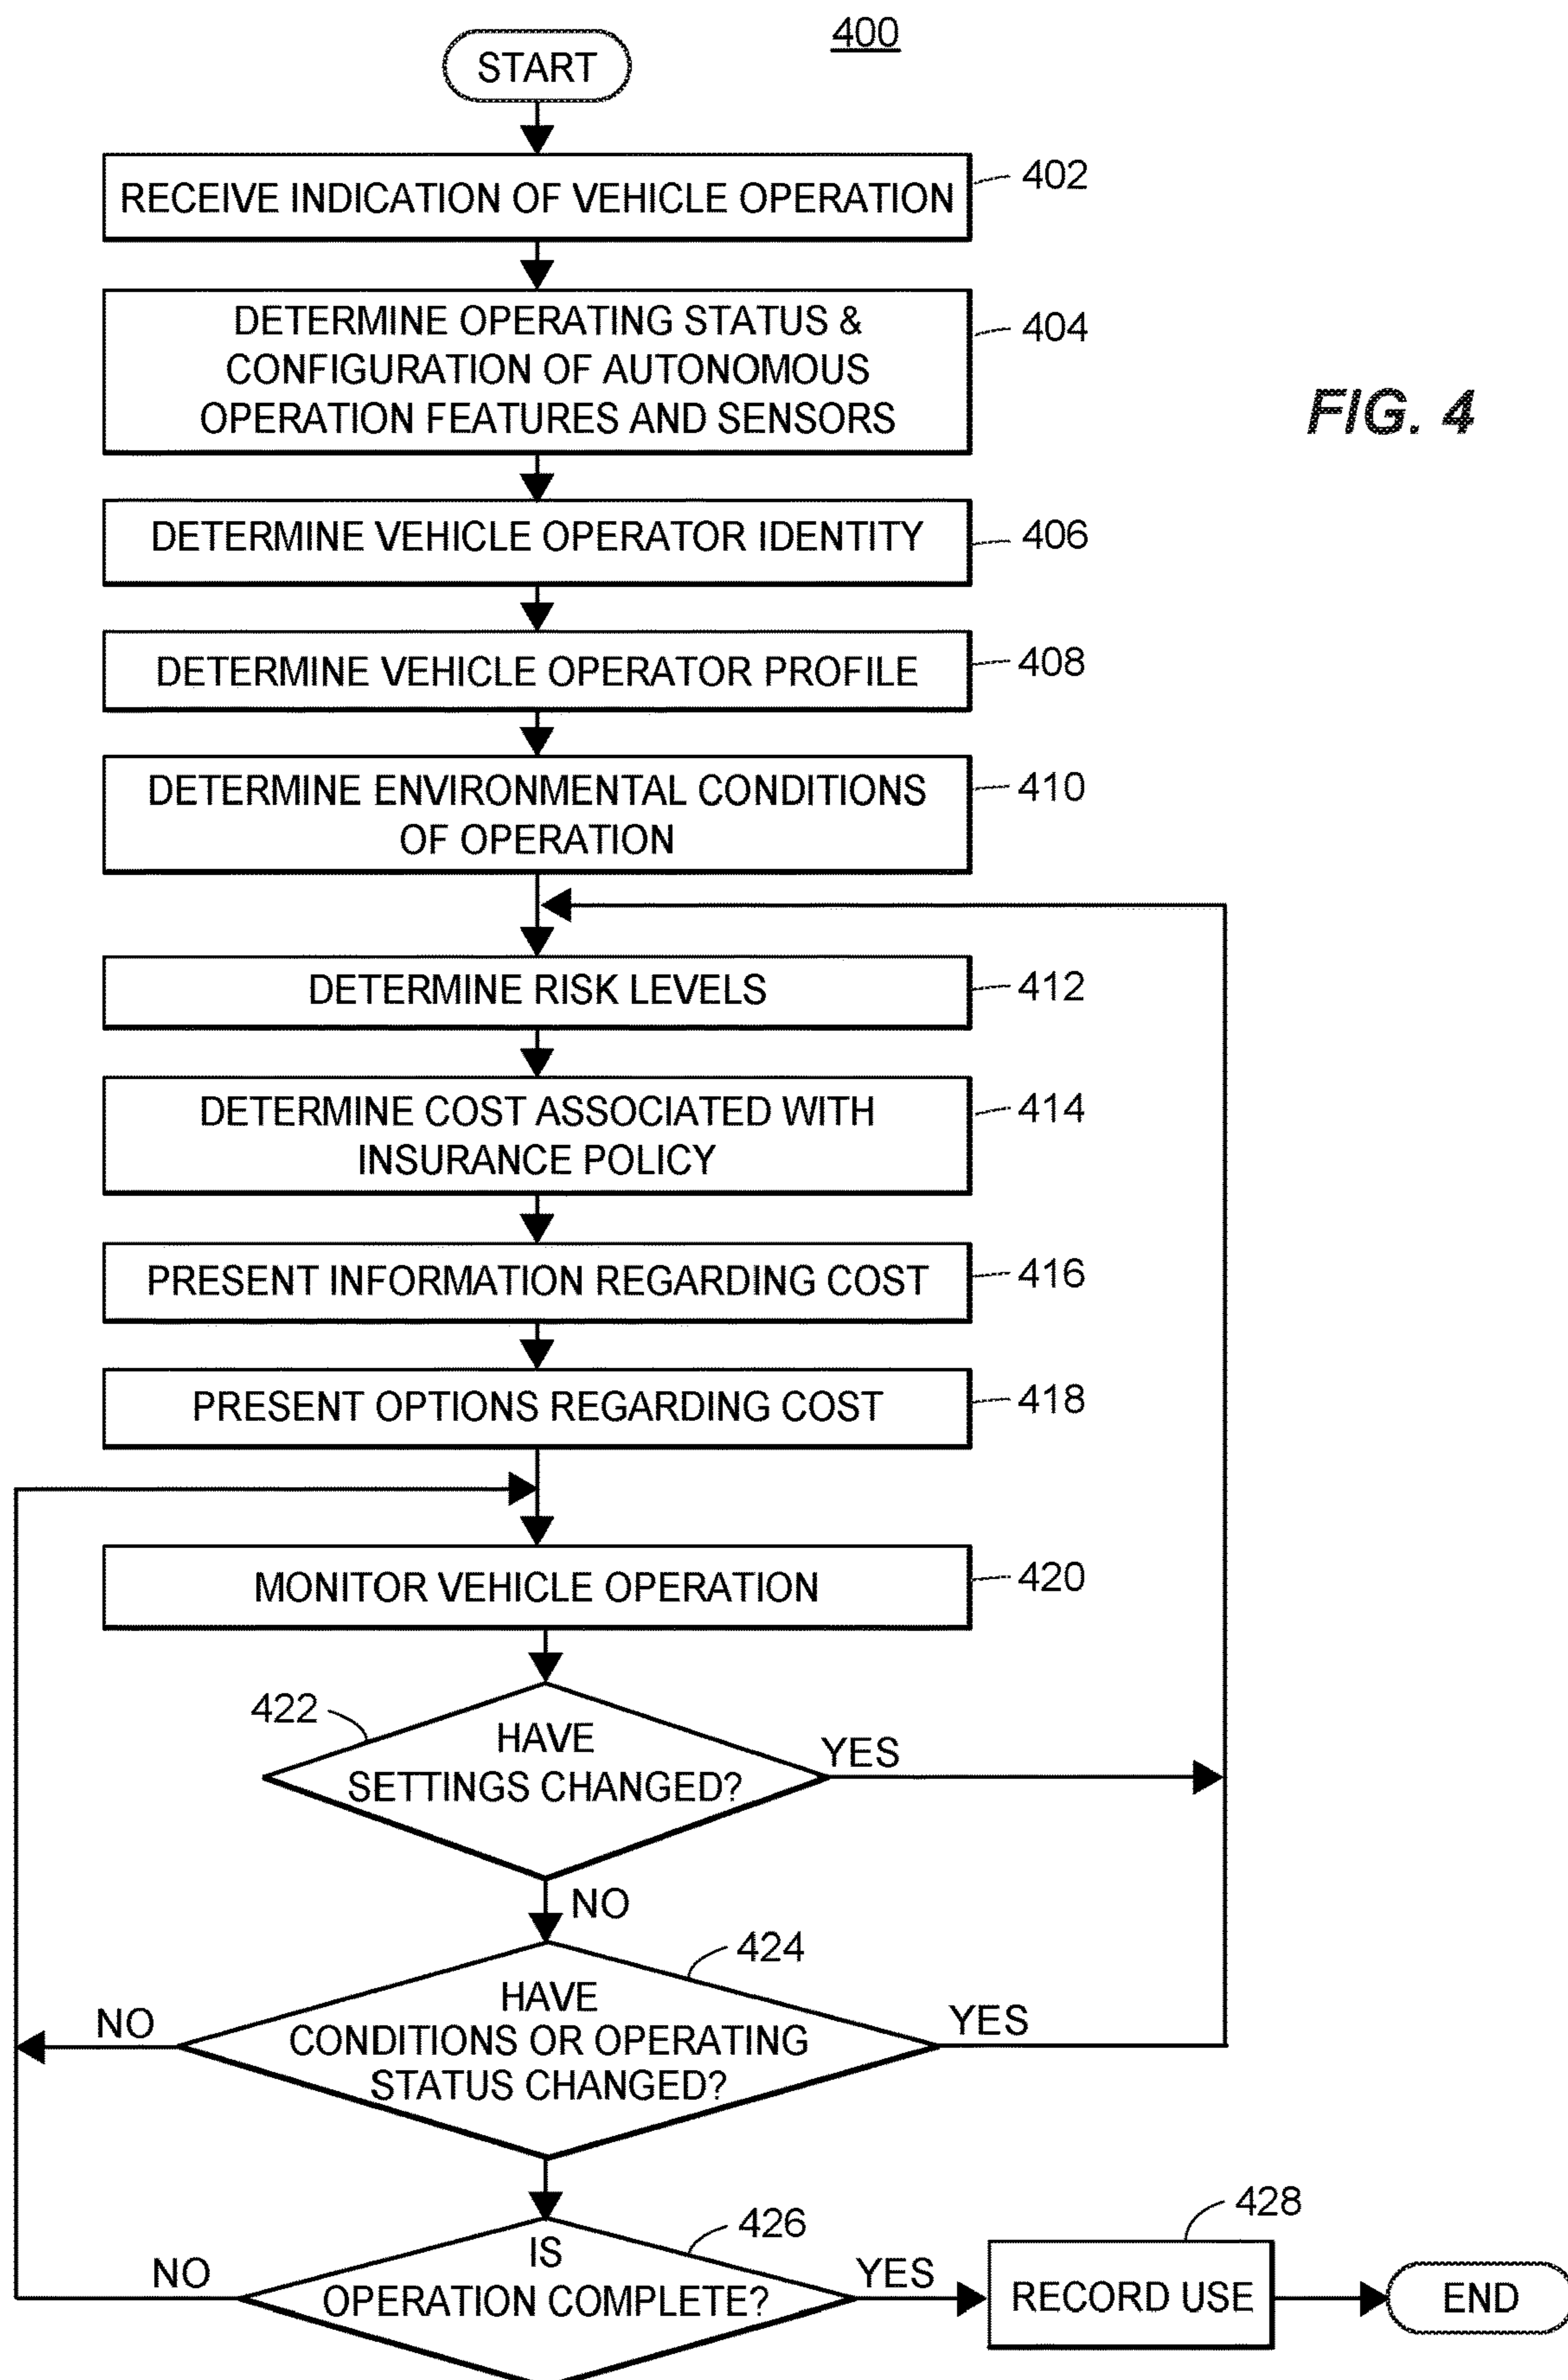 400
START
RECEIVE INDICATION OF VEHICLE OPERATION
402
DETERMINE OPERATING STATUS &
CONFIGURATION OF AUTONOMOUS
OPERATION FEATURES AND SENSORS
404
FIG. 4
DETERMINE VEHICLE OPERATOR IDENTITY
406
DETERMINE VEHICLE OPERATOR PROFILE
408
DETERMINE ENVIRONMENTAL CONDITIONS
OF OPERATION
410
DETERMINE RISK LEVELS
412
DETERMINE COST ASSOCIATED WITH
INSURANCE POLICY
414
PRESENT INFORMATION REGARDING COST
416
PRESENT OPTIONS REGARDING COST
418
MONITOR VEHICLE OPERATION
420
422
HAVE
SETTINGS CHANGED?
YES
NO
424
HAVE
CONDITIONS OR OPERATING
STATUS CHANGED?
NO
YES
426
IS
OPERATION COMPLETE?
NO
YES
428
RECORD USE
END